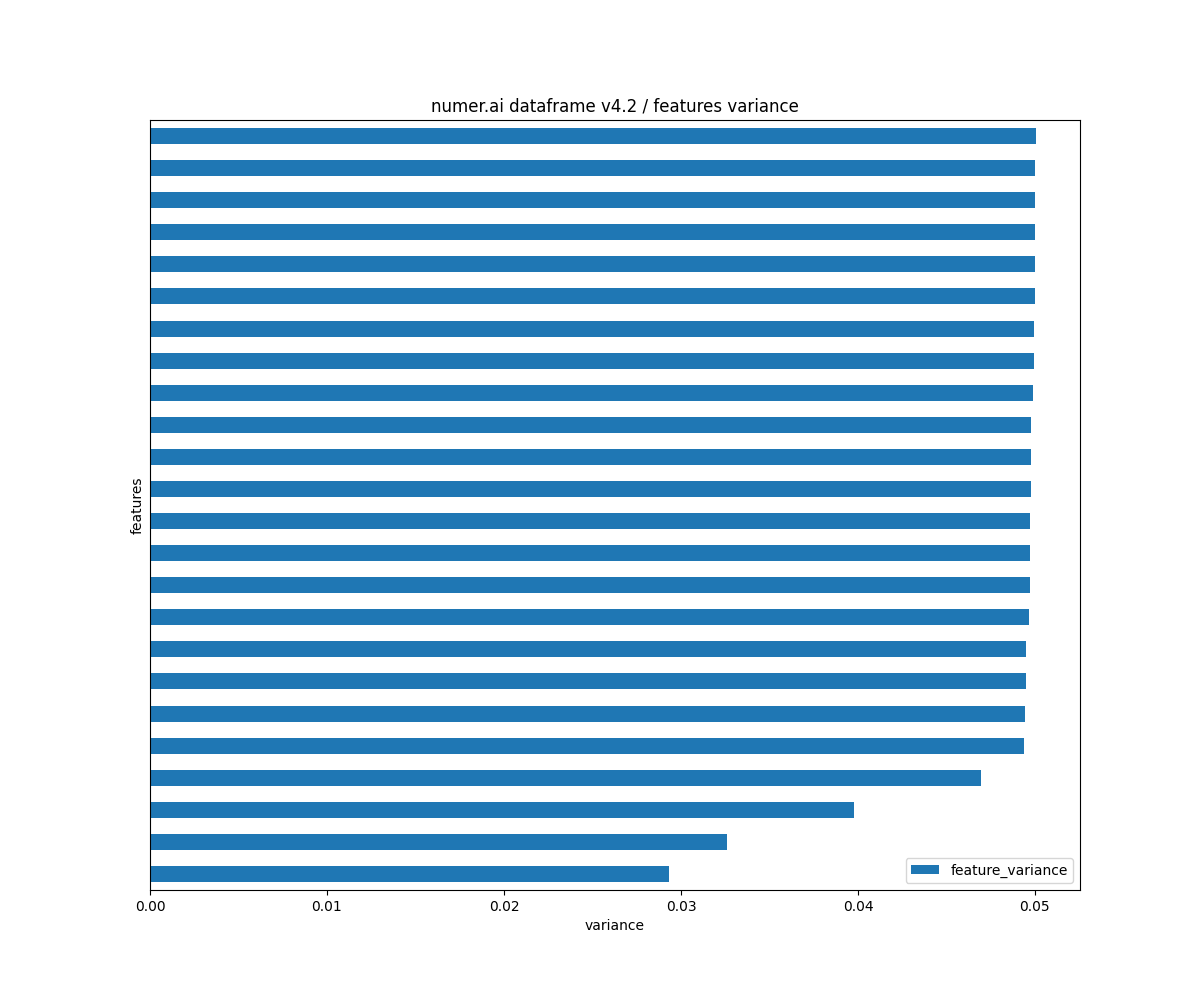 numer.ai dataframe v4.2 / features variance
features
feature_variance
0.00 0.01 0.02 0.03 0.04 0.05
variance